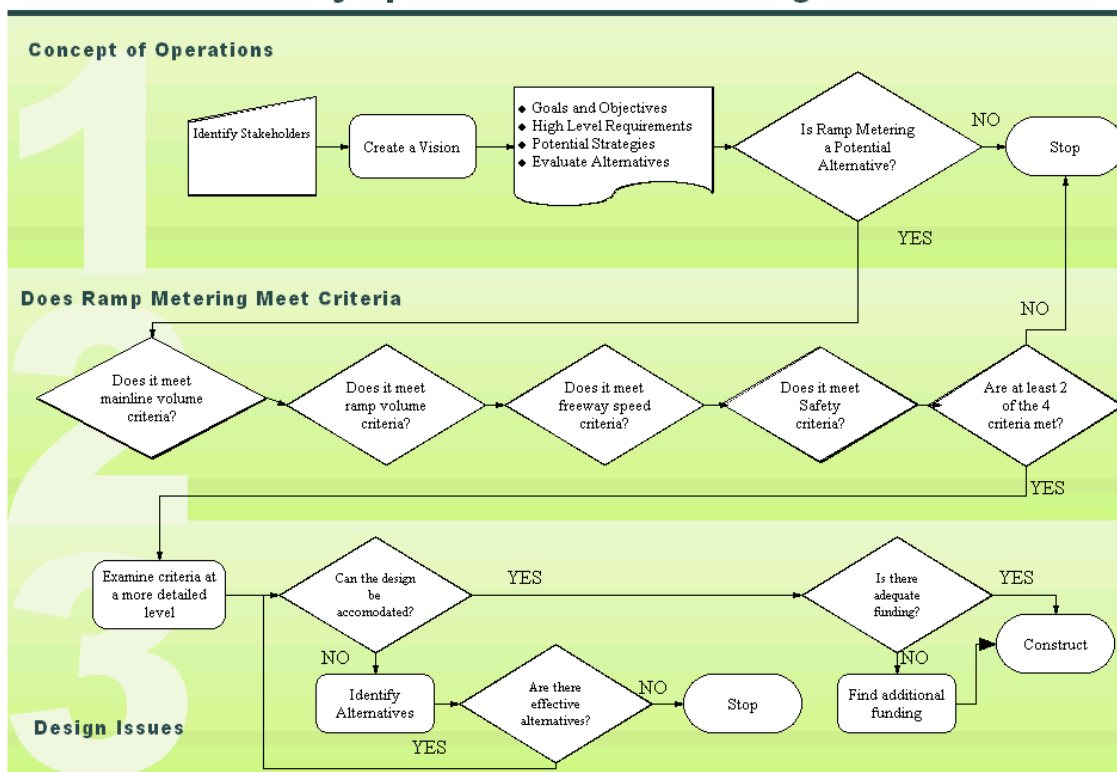 Concept of Operations
Identify Stakeholders
Create a Vision
◆ Goals and Objectives
◆ High Level Requirements
◆ Potential Strategies
◆ Evaluate Alternatives
Is Ramp Metering
a Potential
Alternative?
NO
Stop
YES
1
Does Ramp Metering Meet Criteria
NO
Does it meet
mainline volume
criteria?
Does it meet
ramp volume
criteria?
Does it meet
freeway speed
criteria?
Does it meet
Safety
criteria?
Are at least 2
of the 4
criteria met?
YES
2
Examine criteria at
a more detailed
level
Can the design
be
accomodated?
YES
Is there
adequate
funding?
YES
Construct
NO
Identify
Alternatives
Are there
effective
alternatives?
NO
Stop
YES
NO
Find additional
funding
3
Design Issues